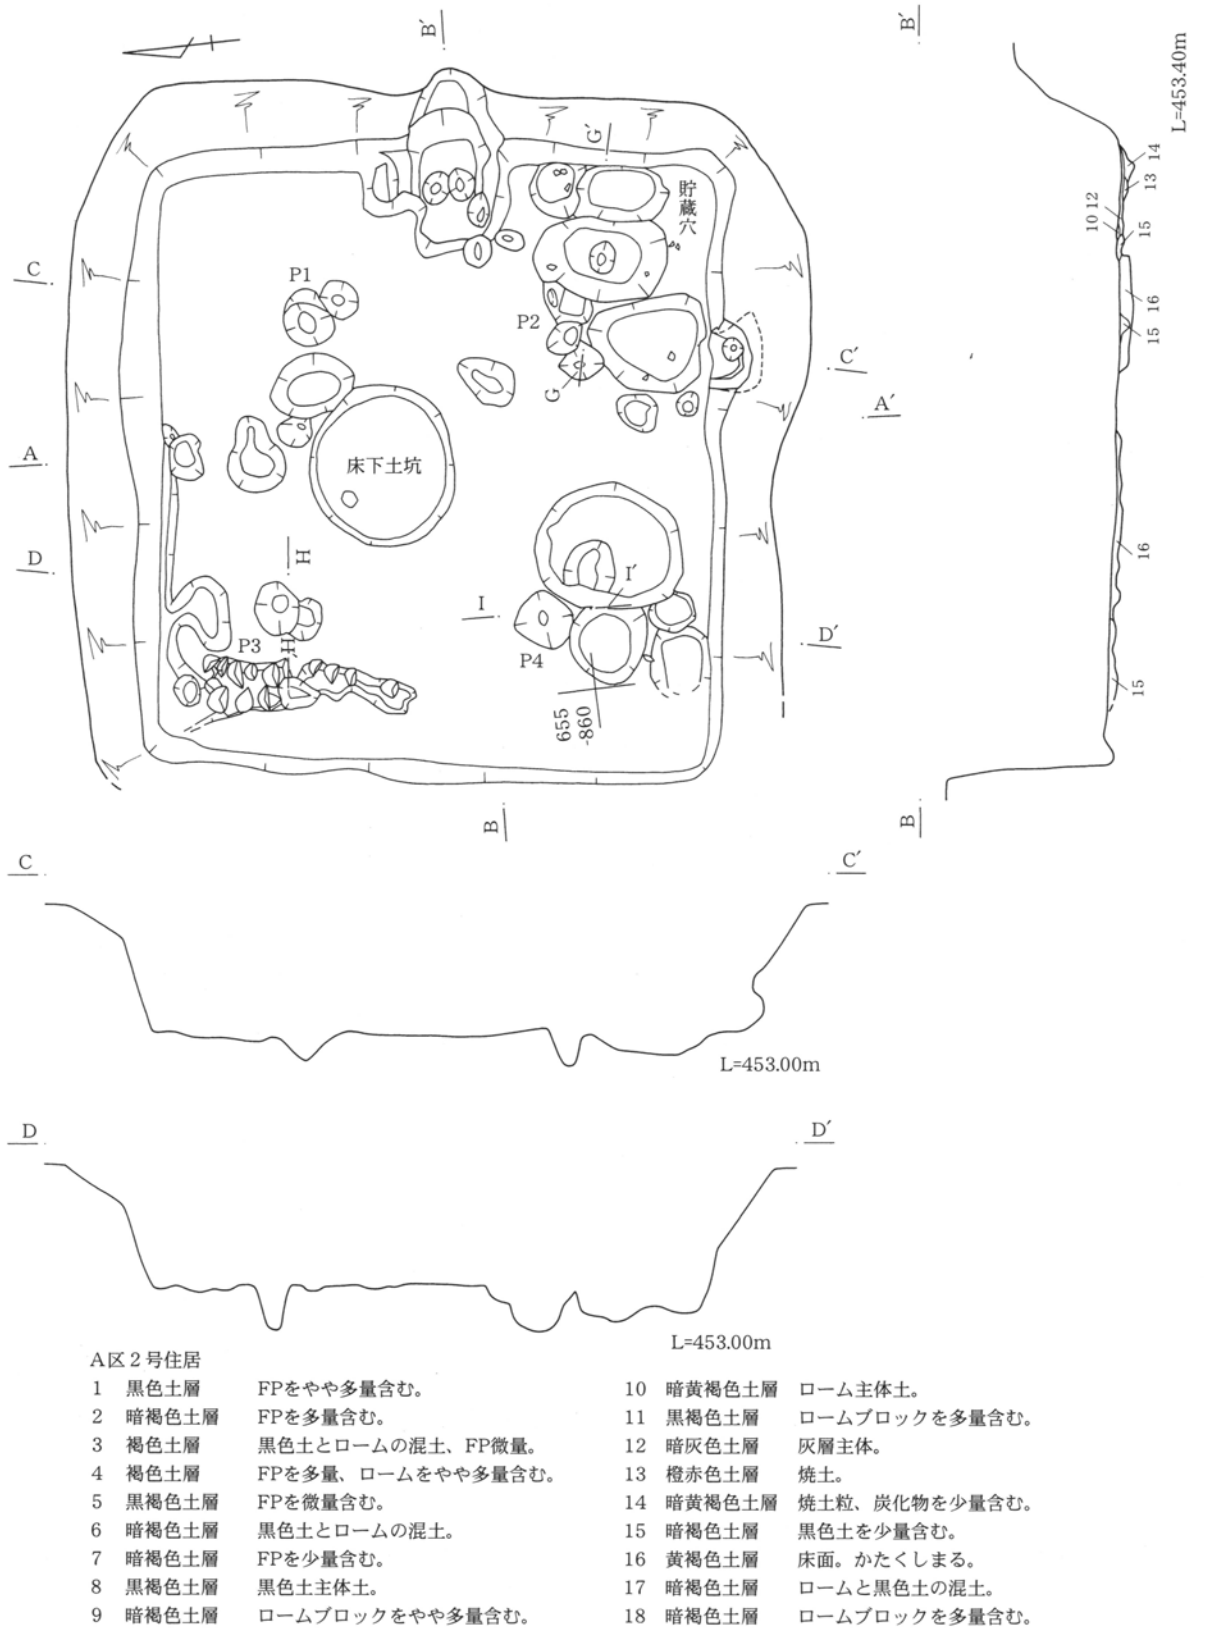 B′
B′
L=453.40m
G′
貯蔵穴
14
13
10 12
15
C
P1
P2
16
15
G
C′
A′
A
床下土坑
D
H
I′
I
16
P3
H′
P4
D′
15
655
-860
B
B
C
C′
L=453.00m
D
D′
L=453.00m
A区2号住居
1 黒色土層 FPをやや多量含む。
2 暗褐色土層 FPを多量含む。
3 褐色土層 黒色土とロームの混土、FP微量。
4 褐色土層 FPを多量、ロームをやや多量含む。
5 黒褐色土層 FPを微量含む。
6 暗褐色土層 黒色土とロームの混土。
7 暗褐色土層 FPを少量含む。
8 黒褐色土層 黒色土主体土。
9 暗褐色土層 ロームブロックをやや多量含む。
10 暗黄褐色土層 ローム主体土。
11 黒褐色土層 ロームブロックを多量含む。
12 暗灰色土層 灰層主体。
13 橙赤色土層 焼土。
14 暗黄褐色土層 焼土粒、炭化物を少量含む。
15 暗褐色土層 黒色土を少量含む。
16 黄褐色土層 床面。かたくしまる。
17 暗褐色土層 ロームと黒色土の混土。
18 暗褐色土層 ロームブロックを多量含む。